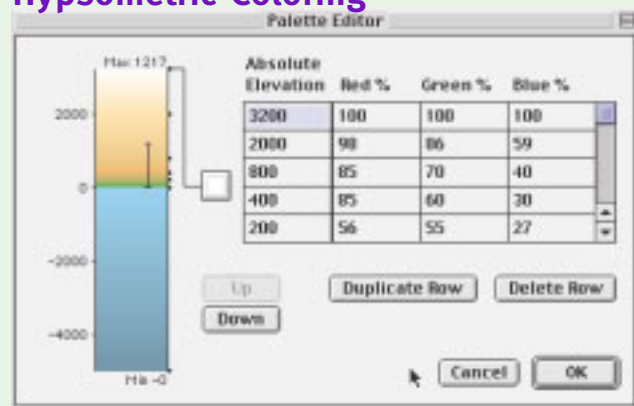 Hypsometric Coloring
Palette Editor
Max 1217
2000
0
-2000
-4000
Min -0
Absolute
Elevation Red % Green % Blue %
3200 100 100 100
2000 98 86 59
800 85 70 40
400 85 60 30
200 56 55 27
Up
Down
Duplicate Row Delete Row
Cancel OK